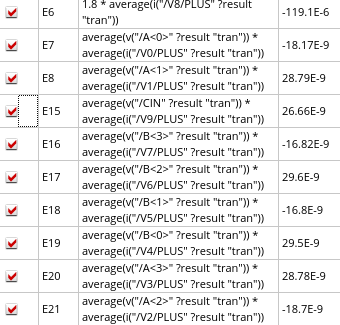 E6
1.8 * average(i("/V8/PLUS" ?result
"tran"))
-119.1E-6
E7
average(v("/A<0>" ?result "tran")) *
average(i("/V0/PLUS" ?result "tran"))
-18.17E-9
E8
average(v("/A<1>" ?result "tran")) *
average(i("/V1/PLUS" ?result "tran"))
28.79E-9
E15
average(v("/CIN" ?result "tran")) *
average(i("/V9/PLUS" ?result "tran"))
26.66E-9
E16
average(v("/B<3>" ?result "tran")) *
average(i("/V7/PLUS" ?result "tran"))
-16.82E-9
E17
average(v("/B<2>" ?result "tran")) *
average(i("/V6/PLUS" ?result "tran"))
29.6E-9
E18
average(v("/B<1>" ?result "tran")) *
average(i("/V5/PLUS" ?result "tran"))
-16.8E-9
E19
average(v("/B<0>" ?result "tran")) *
average(i("/V4/PLUS" ?result "tran"))
29.5E-9
E20
average(v("/A<3>" ?result "tran")) *
average(i("/V3/PLUS" ?result "tran"))
28.78E-9
E21
average(v("/A<2>" ?result "tran")) *
average(i("/V2/PLUS" ?result "tran"))
-18.7E-9